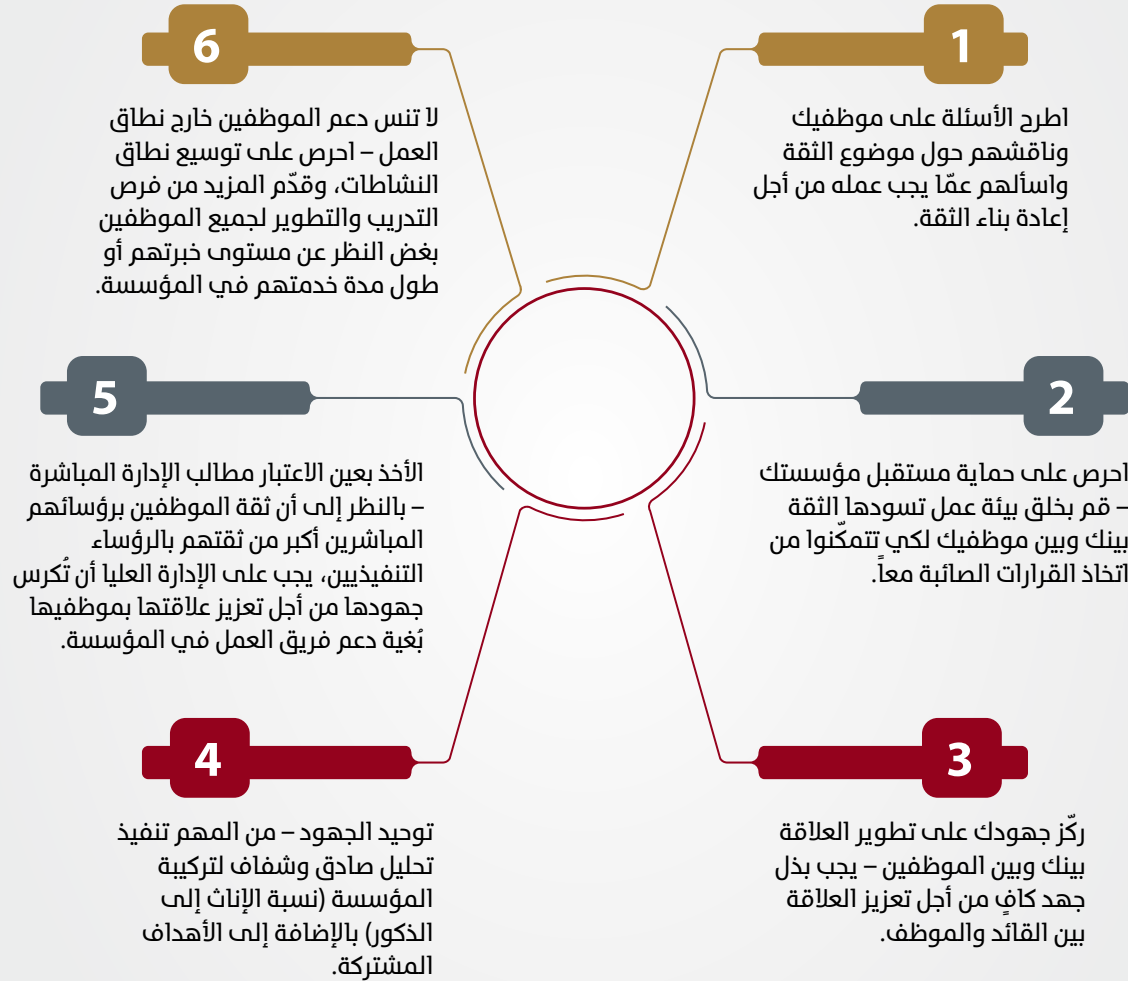 1
اطرح الأسئلة على موظفيك
وناقشهم حول موضوع الثقة
واسألهم عمّا يجب عمله من أجل
إعادة بناء الثقة.
2
احرص على حماية مستقبل مؤسستك
– قم بخلق بيئة عمل تسودها الثقة
بينك وبين موظفيك لكي تتمكّنوا من
اتخاذ القرارات الصائبة معاً.
3
ركّز جهودك على تطوير العلاقة
بينك وبين الموظفين – يجب بذل
جهد كافٍ من أجل تعزيز العلاقة
بين القائد والموظف.
4
توحيد الجهود – من المهم تنفيذ
تحليل صادق وشفاف لتركيبة
المؤسسة (نسبة الإناث إلى
الذكور) بالإضافة إلى الأهداف
المشتركة.
5
الأخذ بعين الاعتبار مطالب الإدارة المباشرة
– بالنظر إلى أن ثقة الموظفين برؤسائهم
المباشرين أكبر من ثقتهم بالرؤساء
التنفيذيين، يجب على الإدارة العليا أن تُكرس
جهودها من أجل تعزيز علاقتها بموظفيها
بُغية دعم فريق العمل في المؤسسة.
6
لا تنس دعم الموظفين خارج نطاق
العمل – احرص على توسيع نطاق
النشاطات، وقدّم المزيد من فرص
التدريب والتطوير لجميع الموظفين
بغض النظر عن مستوى خبرتهم أو
طول مدة خدمتهم في المؤسسة.